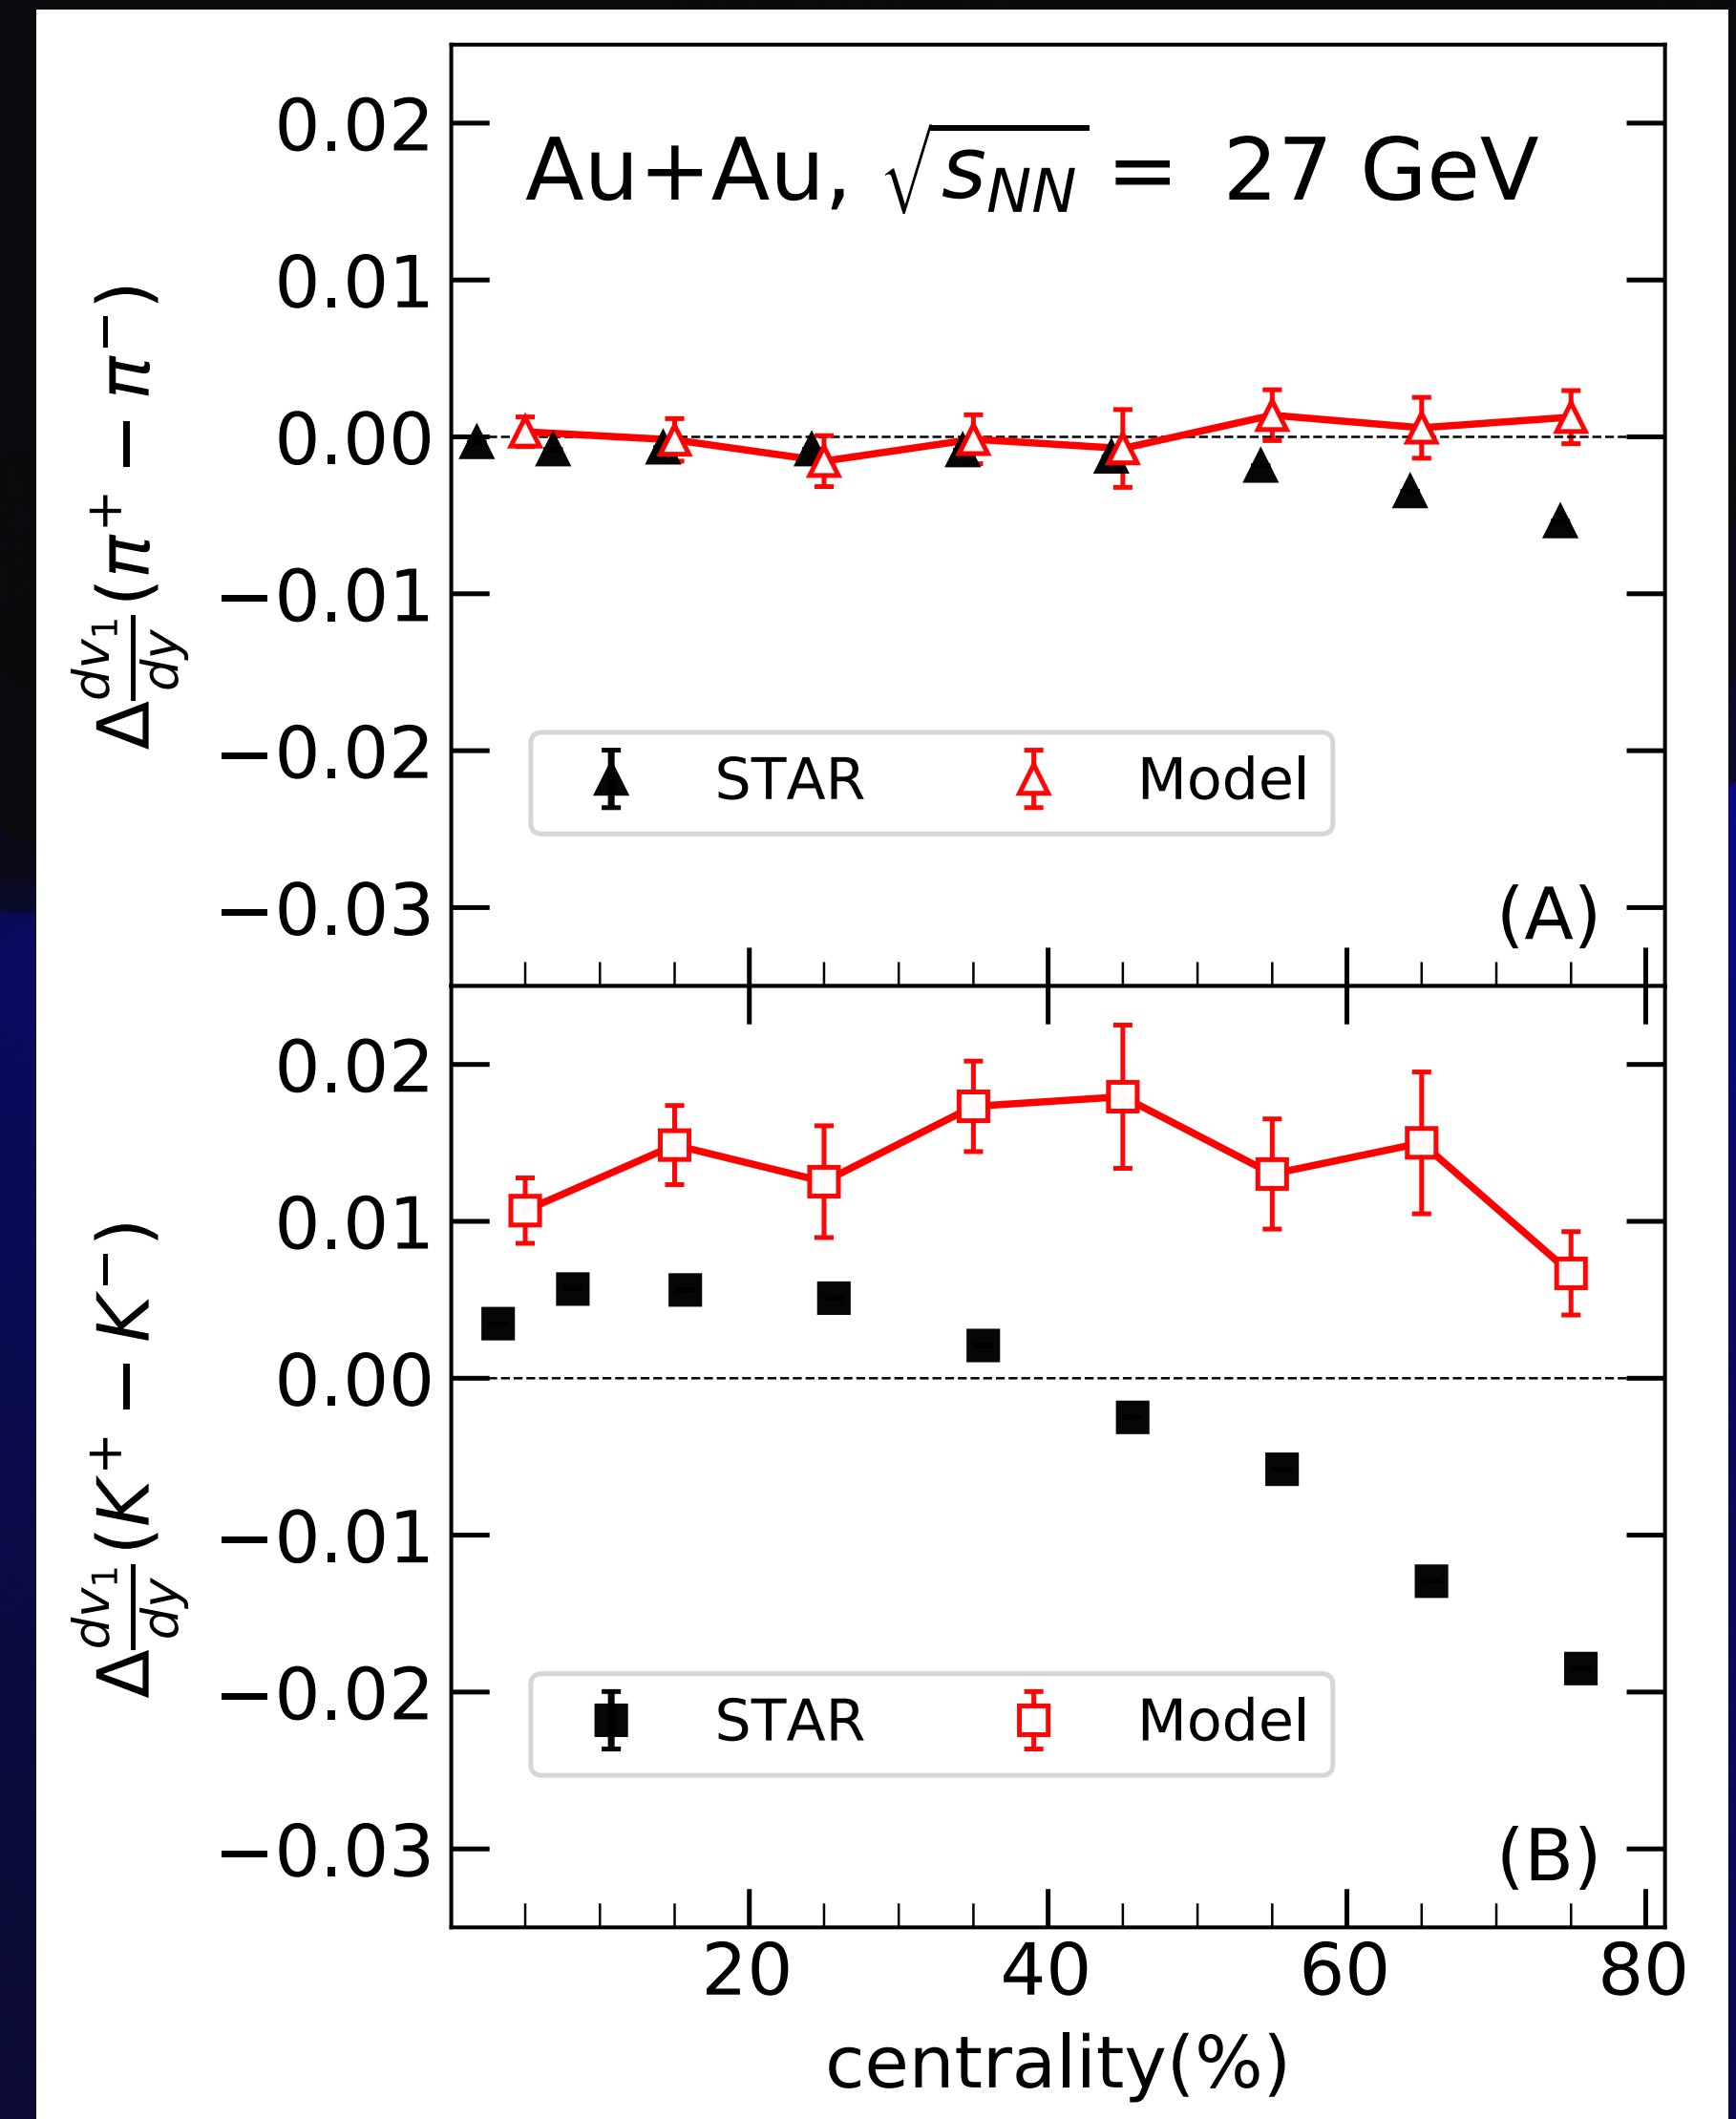 0.02
Au+Au, √s_NN = 27 GeV
0.01
0.00
−0.01
−0.02
−0.03
Δ dv₁/dy (π⁺ − π⁻)
STAR Model
(A)
0.02
0.01
0.00
−0.01
−0.02
−0.03
Δ dv₁/dy (K⁺ − K⁻)
STAR Model
(B)
20 40 60 80
centrality(%)